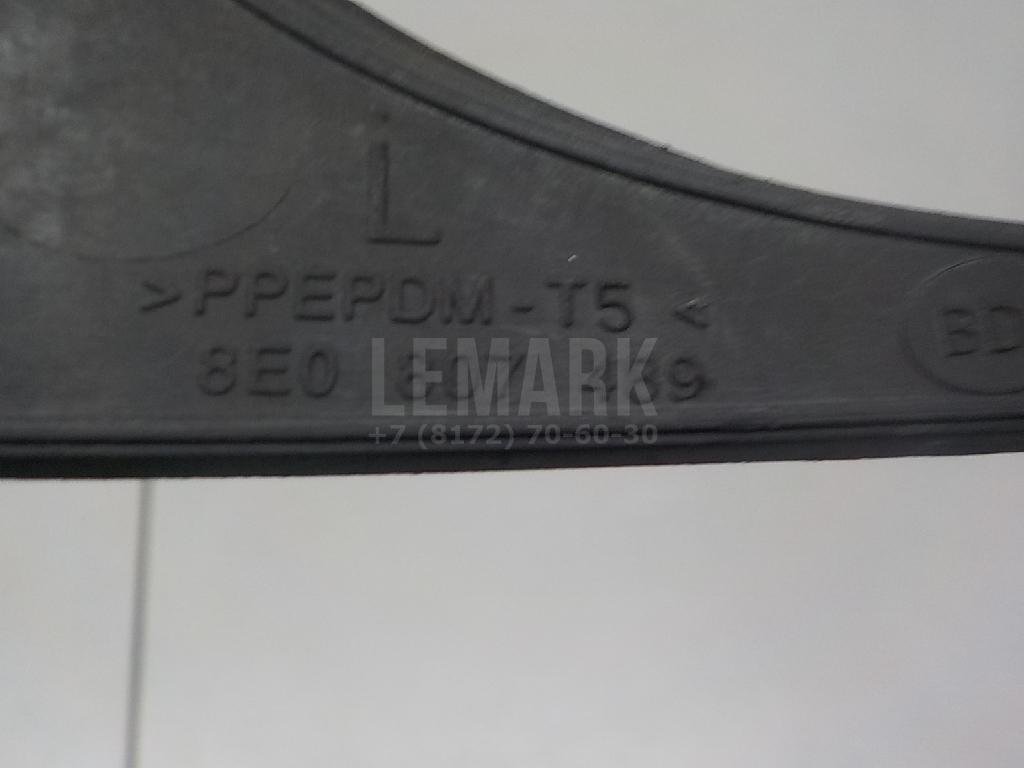 L
>PPEPDM-T5<
8E0
LEMARK
+7 (8172) 70-60-30
BD